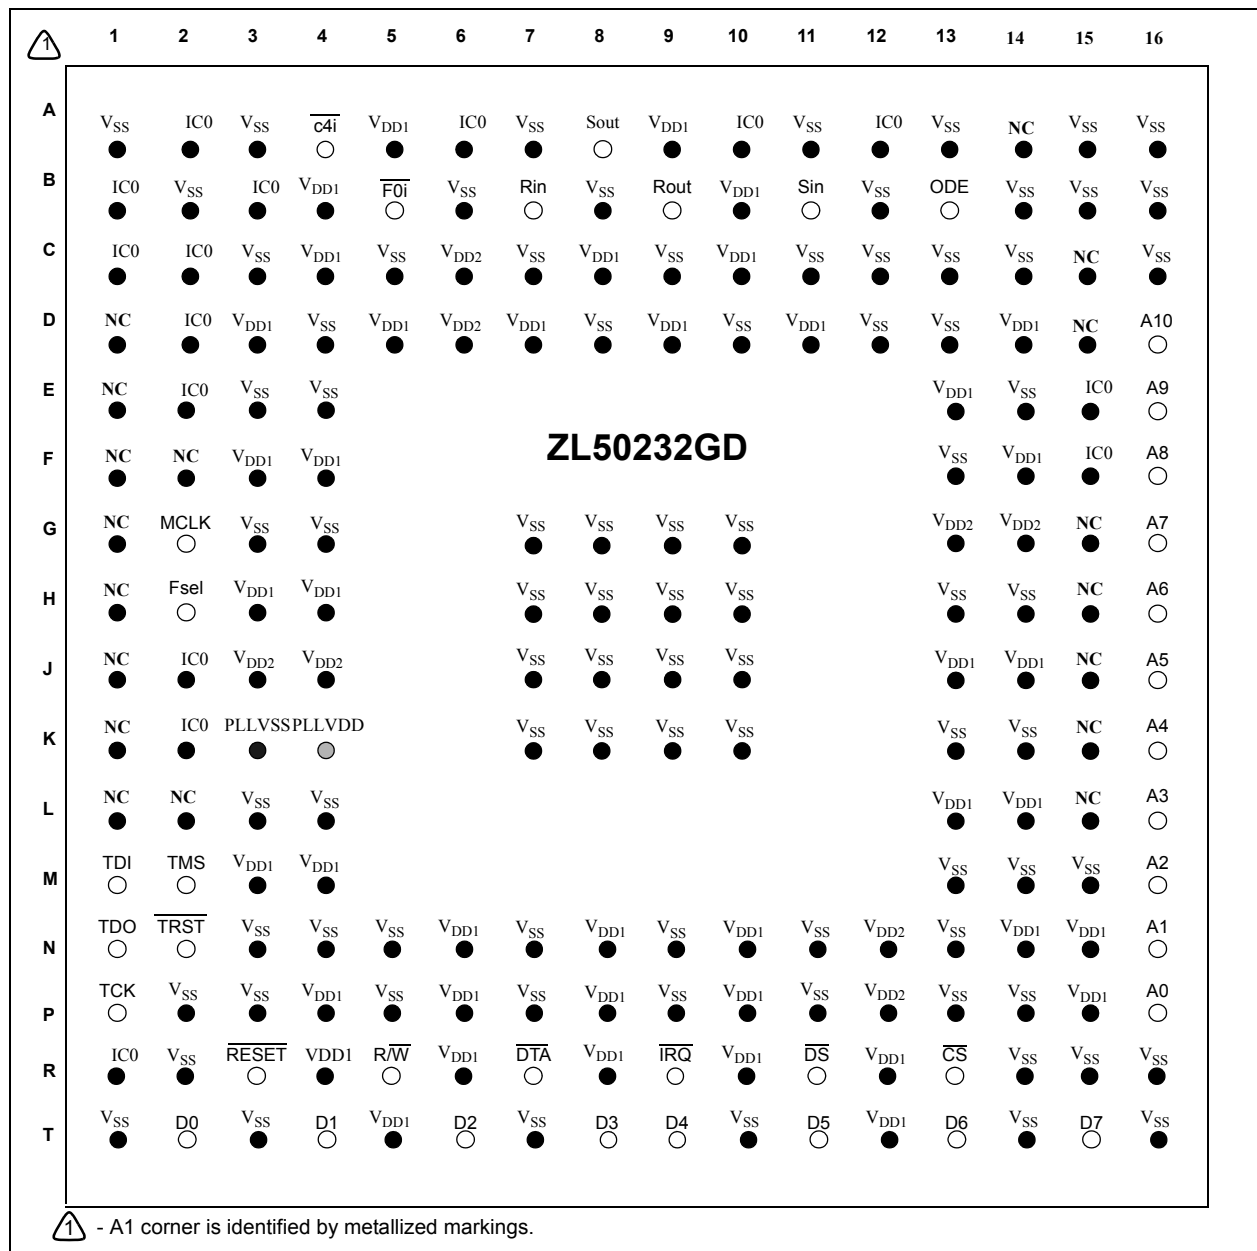 1 1 2 3 4 5 6 7 8 9 10 11 12 13 14 15 16
A VSS IC0 VSS c4i VDD1 IC0 VSS Sout VDD1 IC0 VSS IC0 VSS NC VSS VSS
B IC0 VSS IC0 VDD1 F0i VSS Rin VSS Rout VDD1 Sin VSS ODE VSS VSS VSS
C IC0 IC0 VSS VDD1 VSS VDD2 VSS VDD1 VSS VDD1 VSS VSS VSS VSS NC VSS
D NC IC0 VDD1 VSS VDD1 VDD2 VDD1 VSS VDD1 VSS VDD1 VSS VSS VDD1 NC A10
E NC IC0 VSS VSS VDD1 VSS IC0 A9
ZL50232GD
F NC NC VDD1 VDD1 VSS VDD1 IC0 A8
G NC MCLK VSS VSS VSS VSS VSS VSS VDD2 VDD2 NC A7
H NC Fsel VDD1 VDD1 VSS VSS VSS VSS VSS VSS NC A6
J NC IC0 VDD2 VDD2 VSS VSS VSS VSS VDD1 VDD1 NC A5
K NC IC0 PLLVSS PLLVDD VSS VSS VSS VSS VSS VSS NC A4
L NC NC VSS VSS VDD1 VDD1 NC A3
M TDI TMS VDD1 VDD1 VSS VSS VSS A2
N TDO TRST VSS VSS VSS VDD1 VSS VDD1 VSS VDD1 VSS VDD2 VSS VDD1 VDD1 A1
P TCK VSS VSS VDD1 VSS VDD1 VSS VDD1 VSS VDD1 VSS VDD2 VSS VSS VDD1 A0
R IC0 VSS RESET VDD1 R/W VDD1 DTA VDD1 IRQ VDD1 DS VDD1 CS VSS VSS VSS
T VSS D0 VSS D1 VDD1 D2 VSS D3 D4 VSS D5 VDD1 D6 VSS D7 VSS
1 - A1 corner is identified by metallized markings.